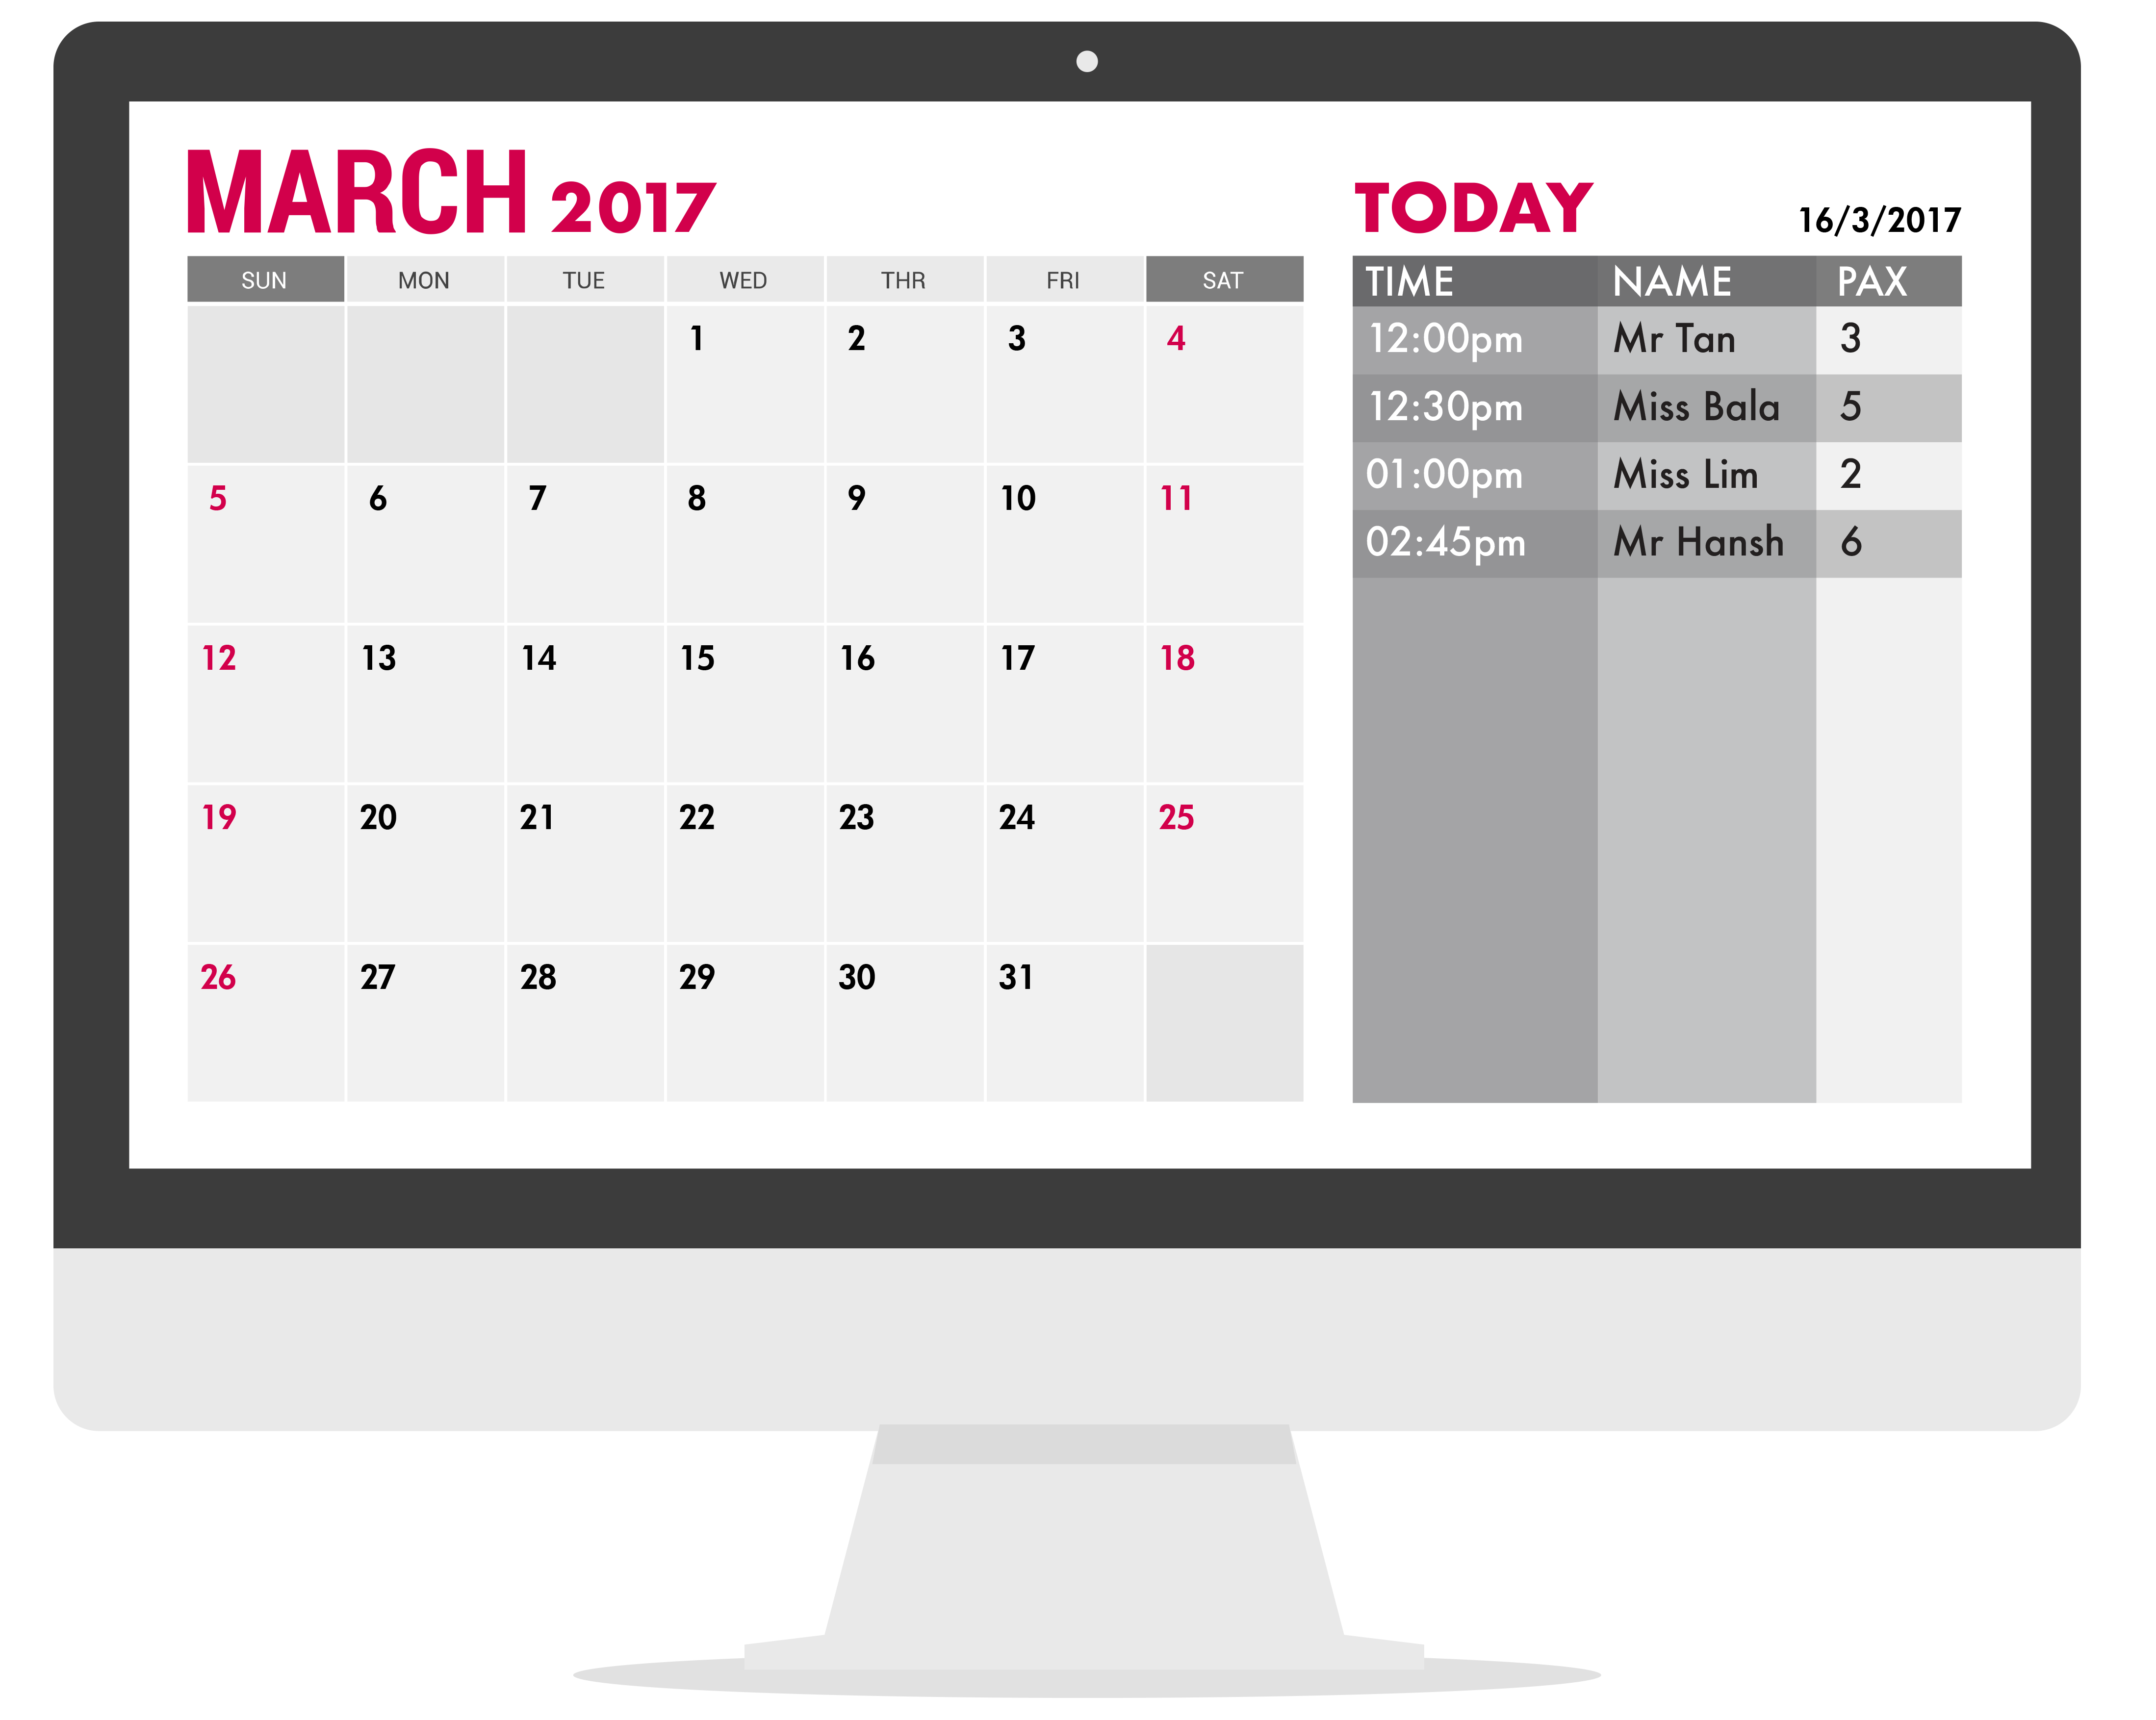 MARCH 2017
SUN MON TUE WED THR FRI SAT
1 2 3 4
5 6 7 8 9 10 11
12 13 14 15 16 17 18
19 20 21 22 23 24 25
26 27 28 29 30 31
TODAY 16/3/2017
TIME NAME PAX
12:00pm Mr Tan 3
12:30pm Miss Bala 5
01:00pm Miss Lim 2
02:45pm Mr Hansh 6